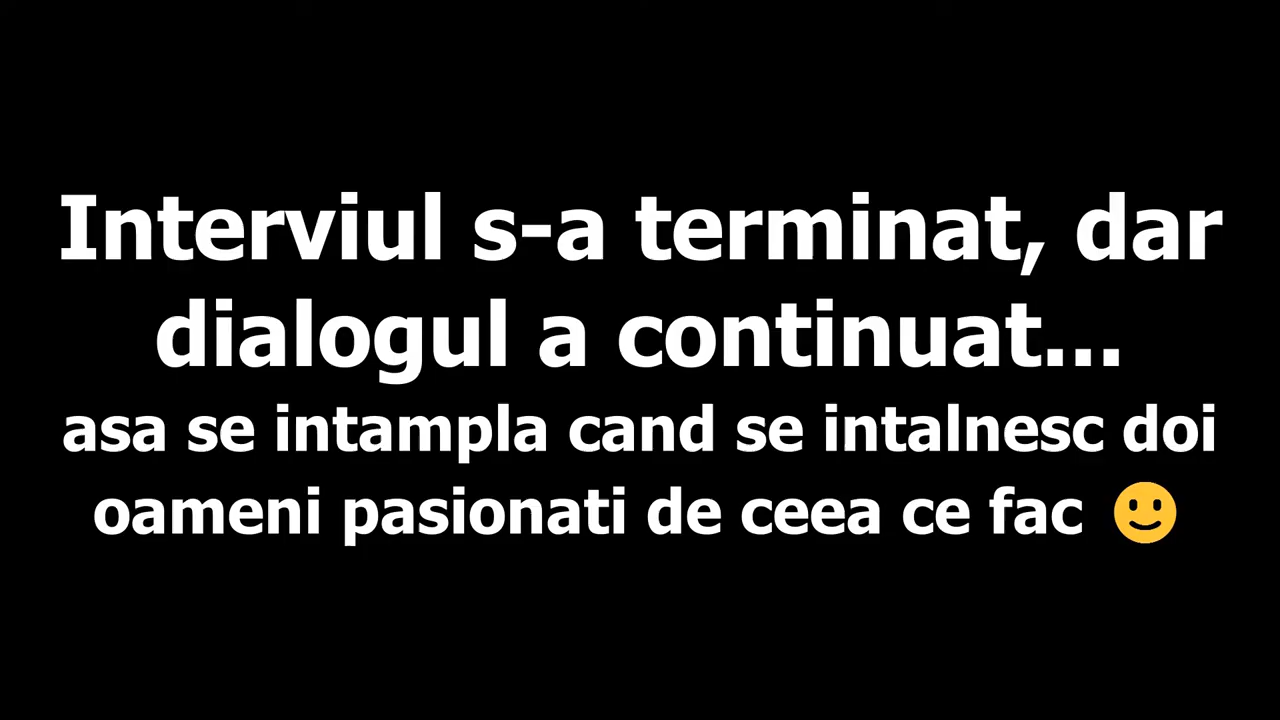 Interviul s-a terminat, dar
dialogul a continuat...
asa se intampla cand se intalnesc doi
oameni pasionati de ceea ce fac 🙂